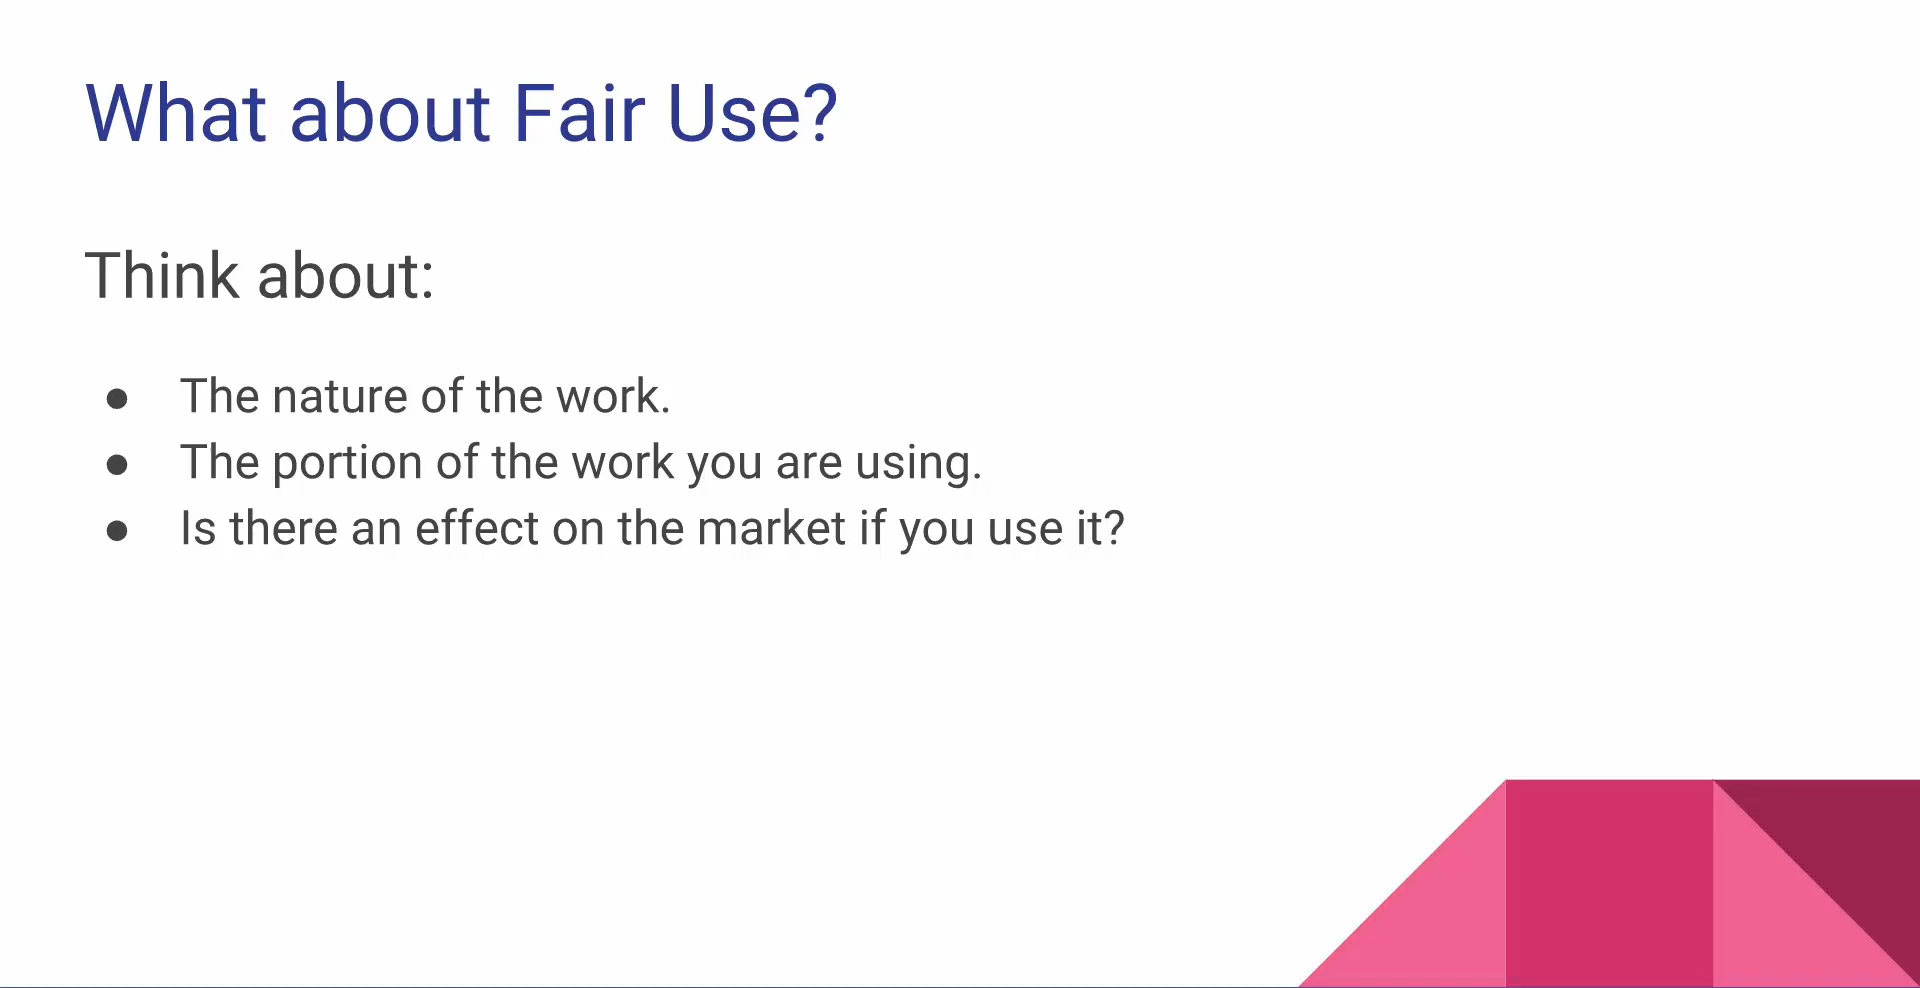 What about Fair Use?
Think about:
● The nature of the work.
● The portion of the work you are using.
● Is there an effect on the market if you use it?